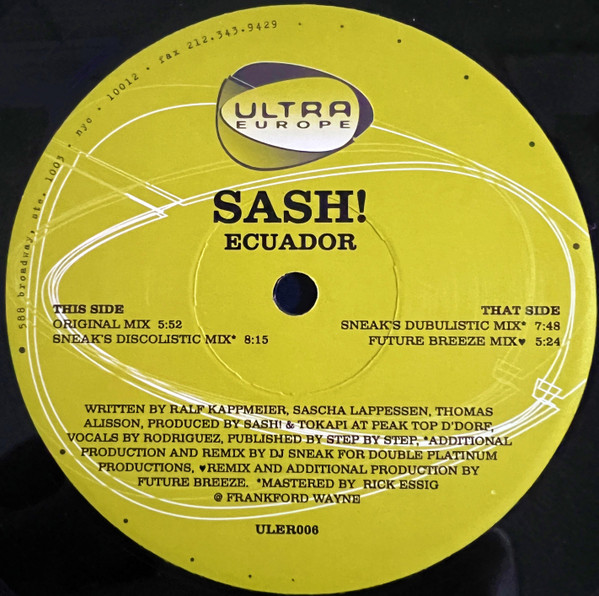 588 broadway, ste. 1003 • nyc • 10012 • fax 212.343.9429
ULTRA
EUROPE
SASH!
ECUADOR
THIS SIDE
ORIGINAL MIX 5:52
SNEAK'S DISCOLISTIC MIX* 8:15
THAT SIDE
SNEAK'S DUBULISTIC MIX* 7:48
FUTURE BREEZE MIX♥ 5:24
WRITTEN BY RALF KAPPMEIER, SASCHA LAPPESSEN, THOMAS
ALISSON, PRODUCED BY SASH! & TOKAPI AT PEAK TOP D'DORF,
VOCALS BY RODRIGUEZ, PUBLISHED BY STEP BY STEP, *ADDITIONAL
PRODUCTION AND REMIX BY DJ SNEAK FOR DOUBLE PLATINUM
PRODUCTIONS, ♥REMIX AND ADDITIONAL PRODUCTION BY
FUTURE BREEZE. *MASTERED BY RICK ESSIG
@ FRANKFORD WAYNE
ULER006